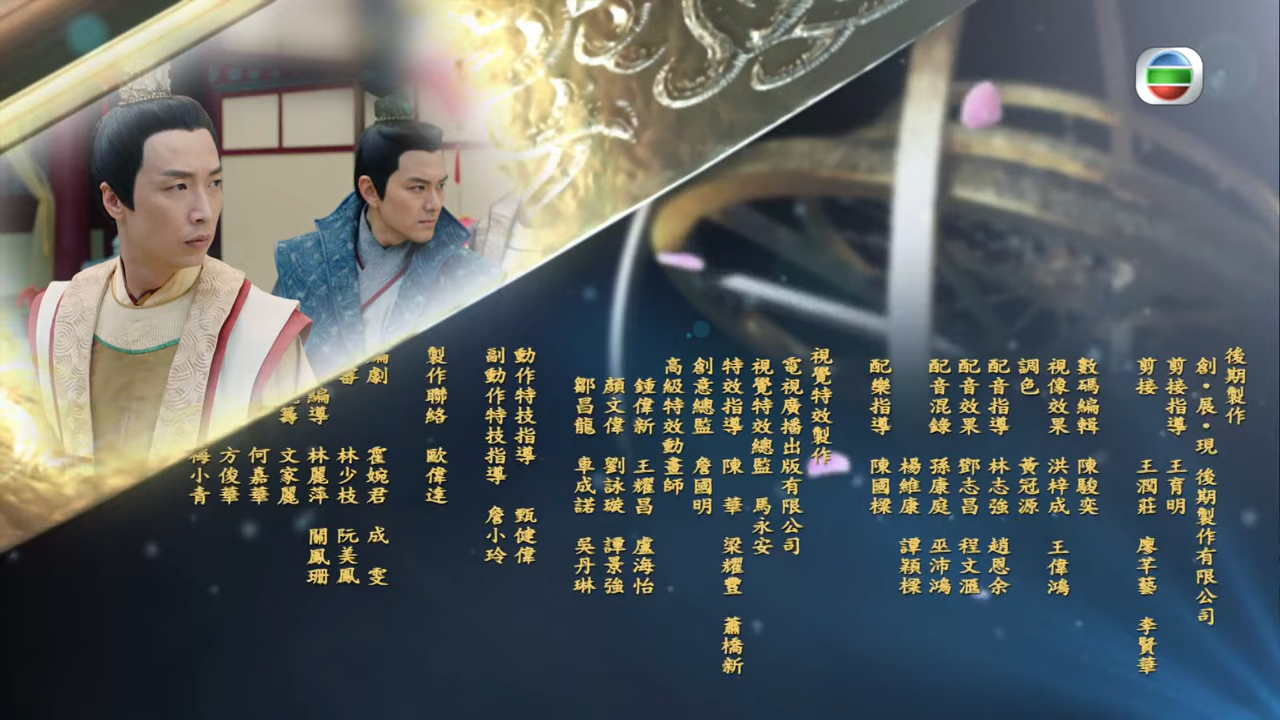 後期製作
創·展·現 後期製作有限公司
剪接指導 王育明
剪接 王潤莊 廖芊藝 李賢華
數碼編輯 陳駿奕
視像效果 洪梓成 王偉鴻
調色 黃冠源
配音指導 林志強 趙恩余
配音效果 鄧志昌 程文滙
配音混錄 孫康庭 巫沛鴻
楊維康 譚穎樑
配樂指導 陳國樑
視覺特效製作
電視廣播出版有限公司
視覺特效總監 馬永安
特效指導 陳華 梁耀豐 蕭橋新
創意總監 詹國明
高級特效動畫師
鍾偉新 王耀昌 盧海怡
顏文偉 劉詠璇 譚景強
鄒昌龍 車成諾 吳丹琳
動作特技指導 甄健偉
副動作特技指導 詹小玲
製作聯絡 歐偉達
編劇 霍婉君 成雯
林少枝 阮美鳳
編導 林麗萍 關鳳珊
籌 文家麗
何嘉華
方俊華
梅小青